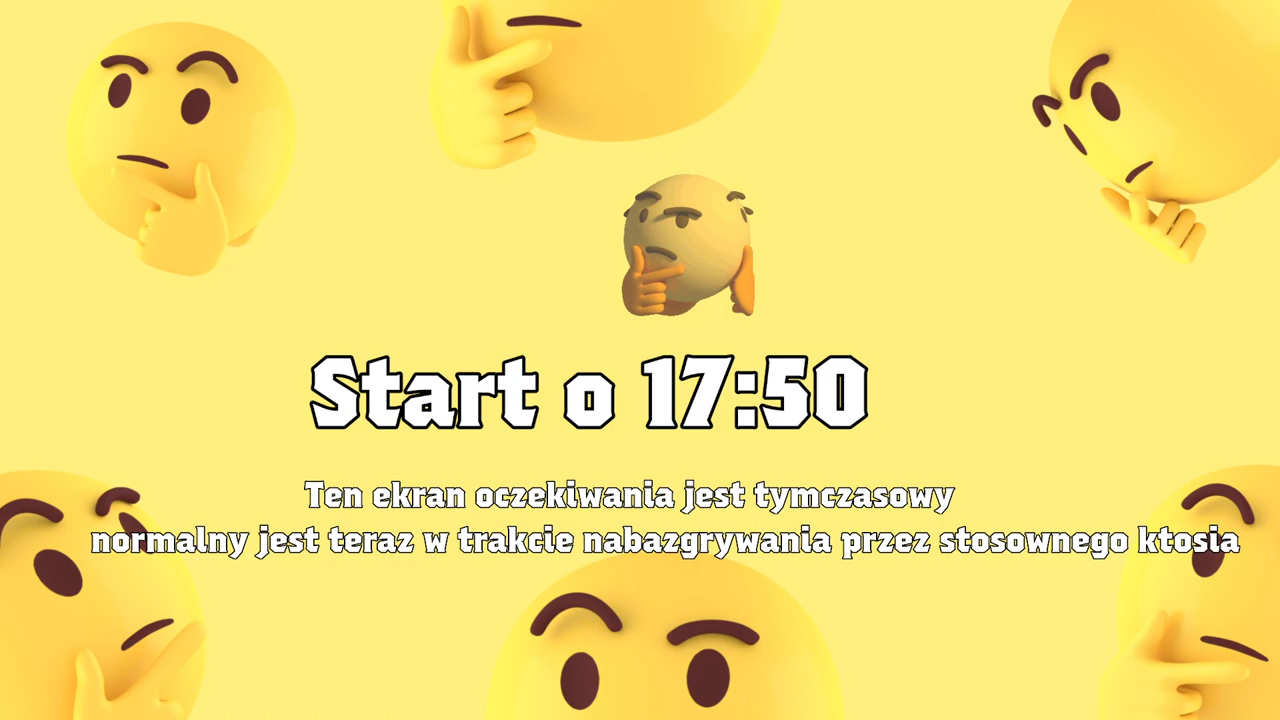 Start o 17:50
Ten ekran oczekiwania jest tymczasowy
normalny jest teraz w trakcie nabazgrywania przez stosownego ktosia